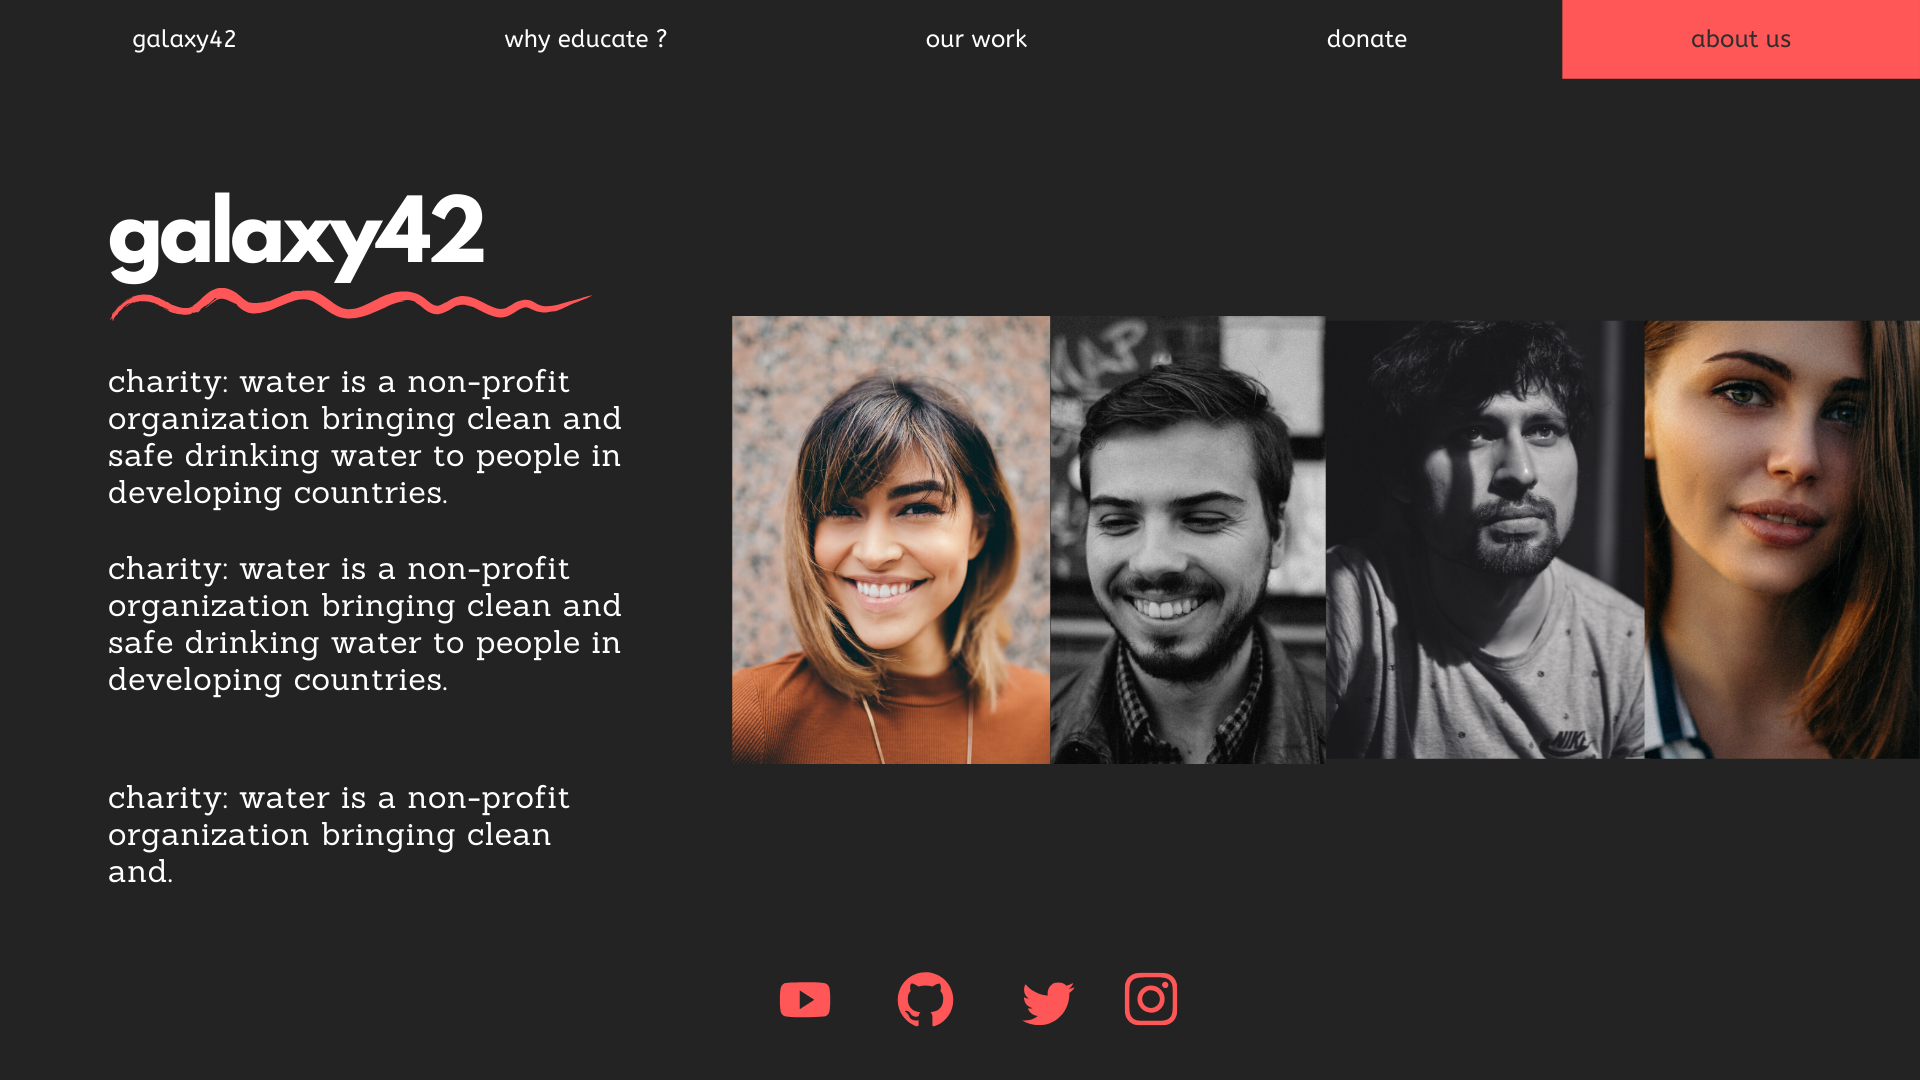 galaxy42 why educate ? our work donate about us
galaxy42
charity: water is a non-profit
organization bringing clean and
safe drinking water to people in
developing countries.
charity: water is a non-profit
organization bringing clean and
safe drinking water to people in
developing countries.
charity: water is a non-profit
organization bringing clean
and.
NIKE